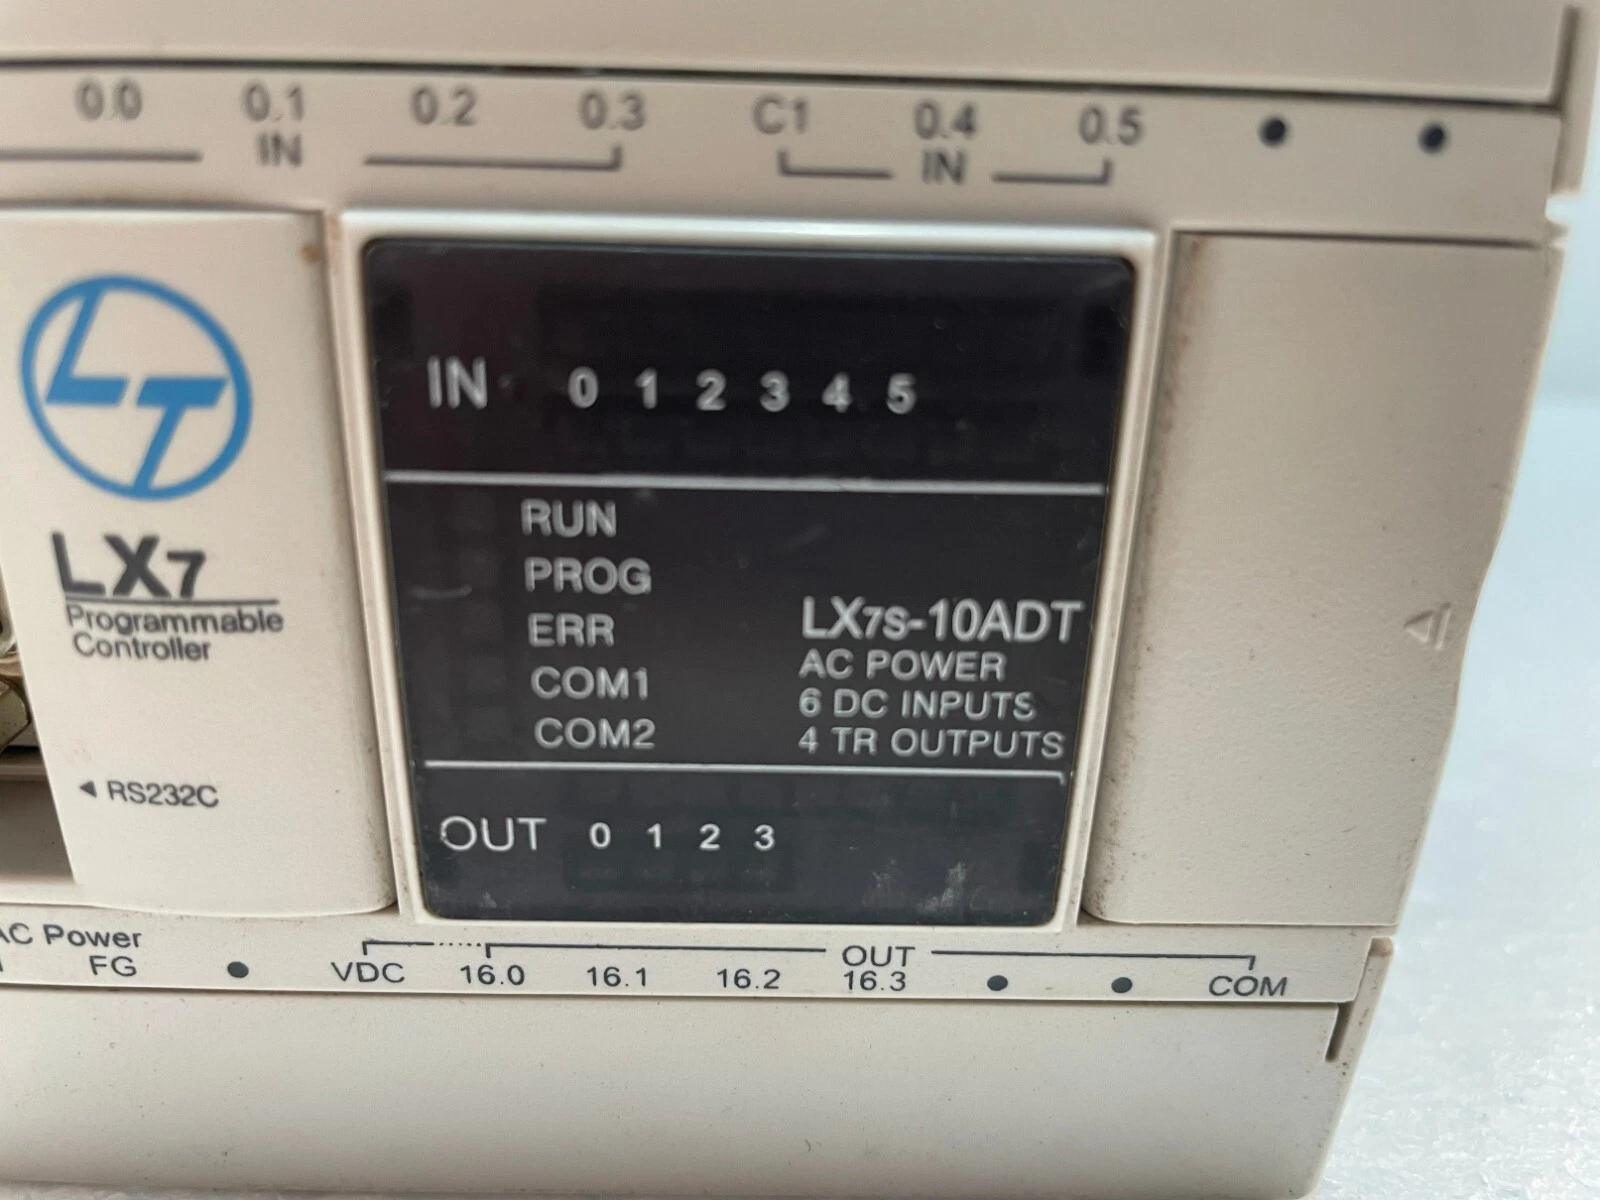 0.0 0.1 0.2 0.3 C1 0.4 0.5
IN IN
LT
LX7
Programmable
Controller
◄ RS232C
IN 0 1 2 3 4 5
RUN
PROG
ERR
COM1
COM2
LX7S-10ADT
AC POWER
6 DC INPUTS
4 TR OUTPUTS
OUT 0 1 2 3
AC Power
OUT
FG VDC 16.0 16.1 16.2 16.3 COM